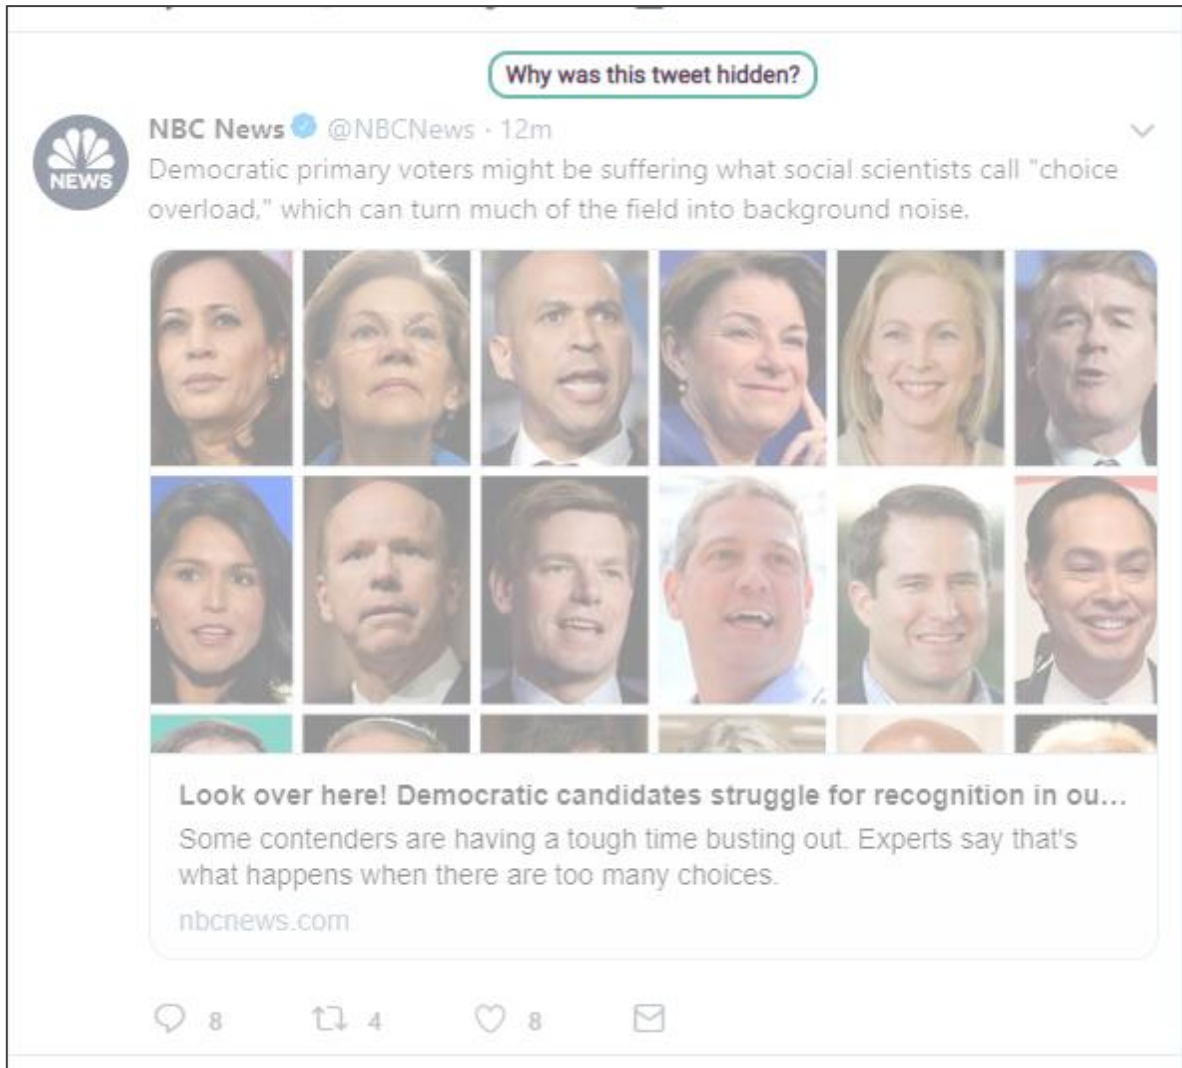 Why was this tweet hidden?
NEWS
NBC News @NBCNews · 12m
Democratic primary voters might be suffering what social scientists call "choice
overload," which can turn much of the field into background noise.
Look over here! Democratic candidates struggle for recognition in ou...
Some contenders are having a tough time busting out. Experts say that's
what happens when there are too many choices.
nbcnews.com
8 4 8